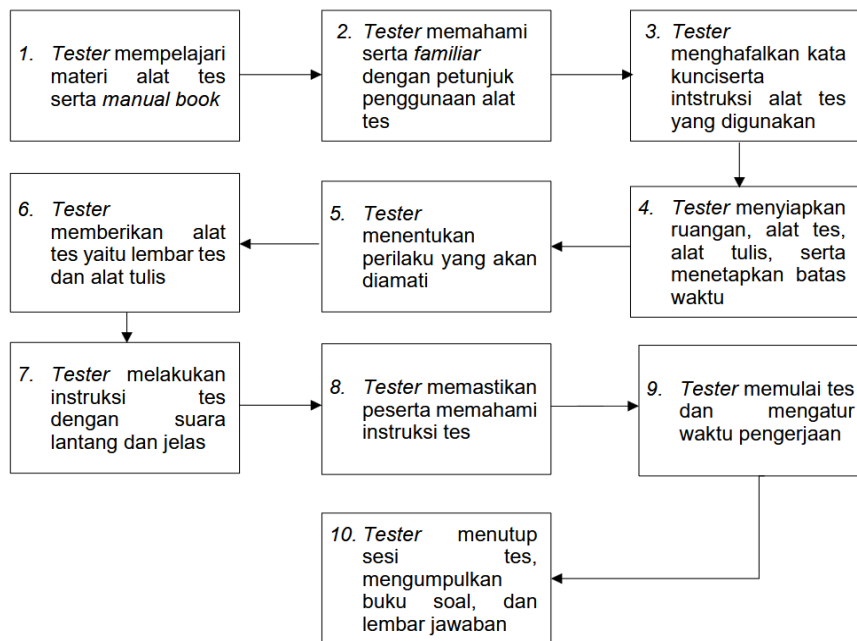 1. Tester mempelajari
materi alat tes
serta manual book
2. Tester memahami
serta familiar
dengan petunjuk
penggunaan alat
tes
3. Tester
menghafalkan kata
kunciserta
intstruksi alat tes
yang digunakan
4. Tester menyiapkan
ruangan, alat tes,
alat tulis, serta
menetapkan batas
waktu
5. Tester
menentukan
perilaku yang akan
diamati
6. Tester
memberikan alat
tes yaitu lembar tes
dan alat tulis
7. Tester melakukan
instruksi tes
dengan suara
lantang dan jelas
8. Tester memastikan
peserta memahami
instruksi tes
9. Tester memulai tes
dan mengatur
waktu pengerjaan
10. Tester menutup
sesi tes,
mengumpulkan
buku soal, dan
lembar jawaban